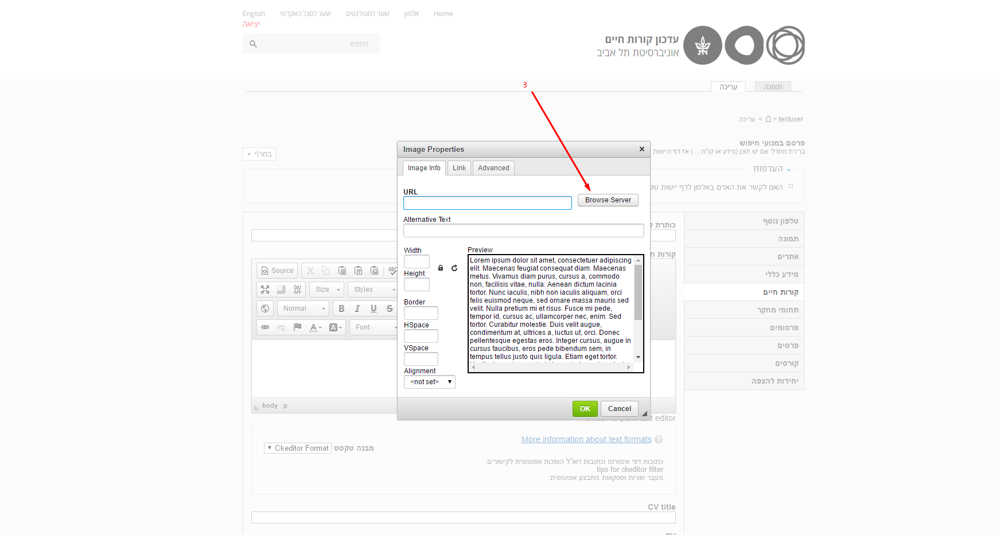 English
שער לסגל האקדמי
שער לסטודנטים
אלפון
Home
יציאה
חיפוש
עדכון קורות חיים
אוניברסיטת תל אביב
3
עריכה
תצוגה
testuser > עריכה <
פרסם במנועי חיפוש
ברירת מחדל: אם יש תוכן (מידע או קו"ח ... ) אז דף היישות
בחר\י
העדפות
האם לקשר את האדם באלפון לדף יישות של
Image Properties
Image Info
Link
Advanced
URL
Browse Server
Alternative Text
Width
Height
Border
HSpace
VSpace
Alignment
<not set>
Preview
Lorem ipsum dolor sit amet, consectetuer adipiscing
elit. Maecenas feugiat consequat diam. Maecenas
metus. Vivamus diam purus, cursus a, commodo
non, facilisis vitae, nulla. Aenean dictum lacinia
tortor. Nunc iaculis, nibh non iaculis aliquam, orci
felis euismod neque, sed ornare massa mauris sed
velit. Nulla pretium mi et risus. Fusce mi pede,
tempor id, cursus ac, ullamcorper nec, enim. Sed
tortor. Curabitur molestie. Duis velit augue,
condimentum at, ultrices a, luctus ut, orci. Donec
pellentesque egestas eros. Integer cursus, augue in
cursus faucibus, eros pede bibendum sem, in
tempus tellus justo quis ligula. Etiam eget tortor.
OK
Cancel
טלפון נוסף
תמונה
אתרים
מידע כללי
קורות חיים
תחומי מחקר
פרסומים
פרסים
קורסים
יחידות להצפה
כותרת
קורות
Source
ABC
DIV
Size
Styles
Normal
B I U S
A
A
Font
body p
editor
More information about text formats
?
מבנה טקסט
Ckeditor Format
כתובות דפי אינטרנט וכתובות דוא"ל הופכות אוטומטית לקישורים.
tips for ckeditor filter
מעבר שורות ופסקאות מתבצע אוטומטית.
CV title